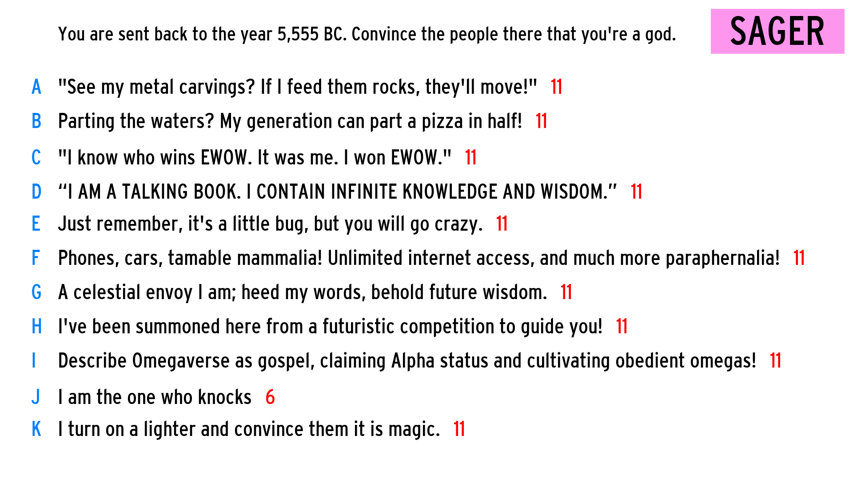 You are sent back to the year 5,555 BC. Convince the people there that you're a god.
SAGER
A "See my metal carvings? If I feed them rocks, they'll move!" 11
B Parting the waters? My generation can part a pizza in half! 11
C "I know who wins EWOW. It was me. I won EWOW." 11
D “I AM A TALKING BOOK. I CONTAIN INFINITE KNOWLEDGE AND WISDOM.” 11
E Just remember, it's a little bug, but you will go crazy. 11
F Phones, cars, tamable mammalia! Unlimited internet access, and much more paraphernalia! 11
G A celestial envoy I am; heed my words, behold future wisdom. 11
H I've been summoned here from a futuristic competition to guide you! 11
I Describe Omegaverse as gospel, claiming Alpha status and cultivating obedient omegas! 11
J I am the one who knocks 6
K I turn on a lighter and convince them it is magic. 11